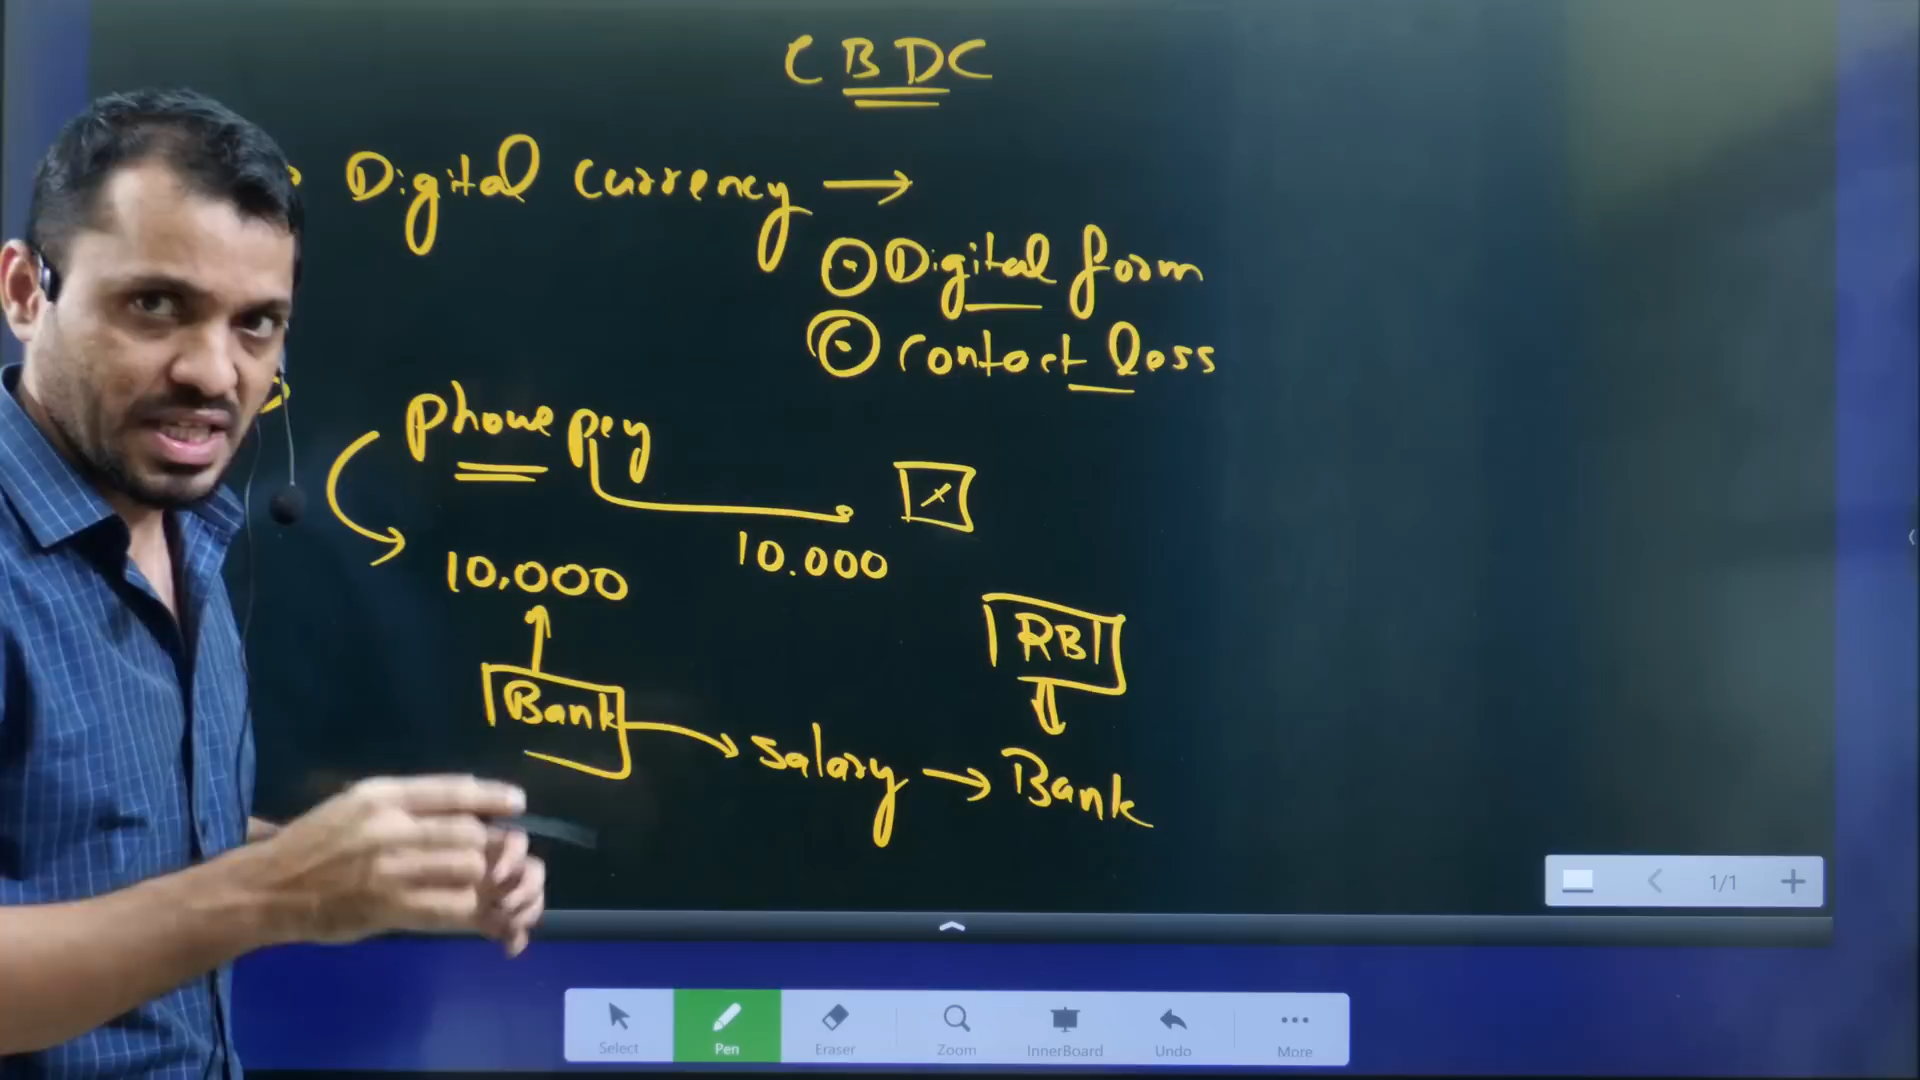 CBDC
Digital currency →
Digital form
Contact loss
phone pay
10,000
10.000
x
RBI
Bank
salary → Bank
1/1
Select
Pen
Eraser
Zoom
InnerBoard
Undo
More